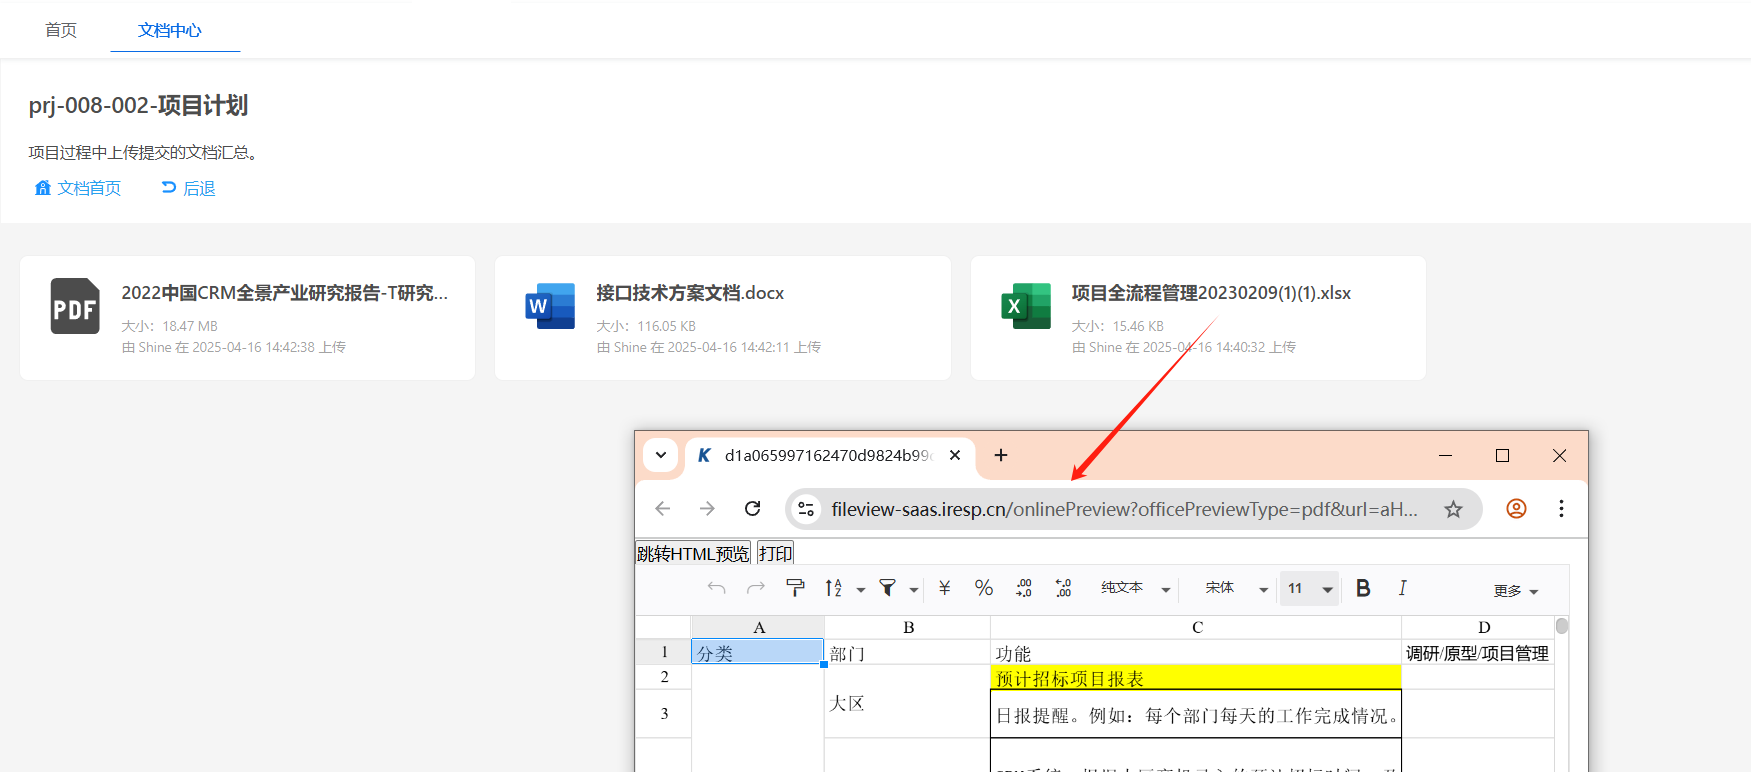 首页
文档中心
prj-008-002-项目计划
项目过程中上传提交的文档汇总。
文档首页
后退
PDF
2022中国CRM全景产业研究报告-T研究...
大小：18.47 MB
由 Shine 在 2025-04-16 14:42:38 上传
W
接口技术方案文档.docx
大小：116.05 KB
由 Shine 在 2025-04-16 14:42:11 上传
X
项目全流程管理20230209(1)(1).xlsx
大小：15.46 KB
由 Shine 在 2025-04-16 14:40:32 上传
K d1a065997162470d9824b99
fileview-saas.iresp.cn/onlinePreview?officePreviewType=pdf&url=aH...
跳转HTML预览 打印
¥ % .00 .0 .00 纯文本 宋体 11 B I 更多
A B C D
1 分类 部门 功能 调研/原型/项目管理
2 预计招标项目报表
大区
3 日报提醒。例如：每个部门每天的工作完成情况。